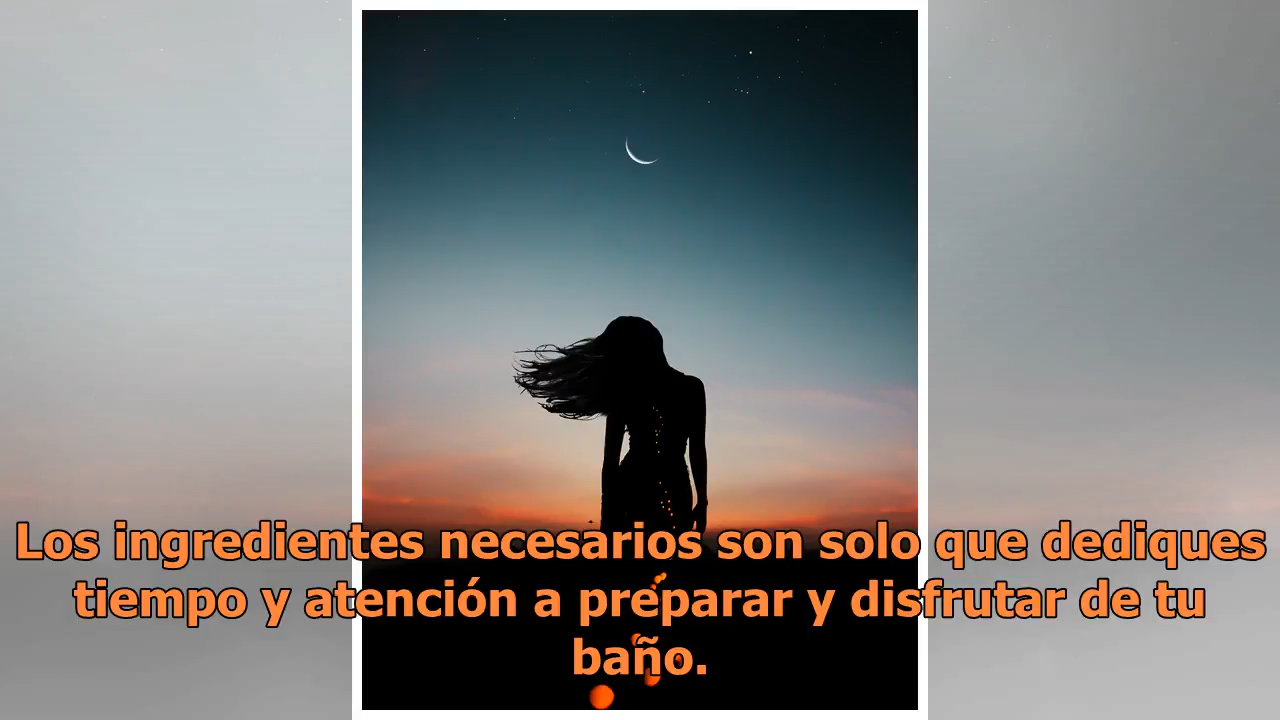 Los ingredientes necesarios son solo que dediques
tiempo y atención a preparar y disfrutar de tu
baño.